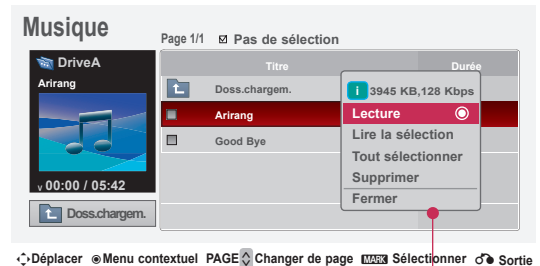 Musique
Page 1/1 Pas de sélection
DriveA
Arirang
00:00 / 05:42
Doss.chargem.
Titre Durée
Doss.chargem.
Arirang
Good Bye
i 3945 KB,128 Kbps
Lecture
Lire la sélection
Tout sélectionner
Supprimer
Fermer
Déplacer Menu contextuel PAGE Changer de page MARK Sélectionner Sortie